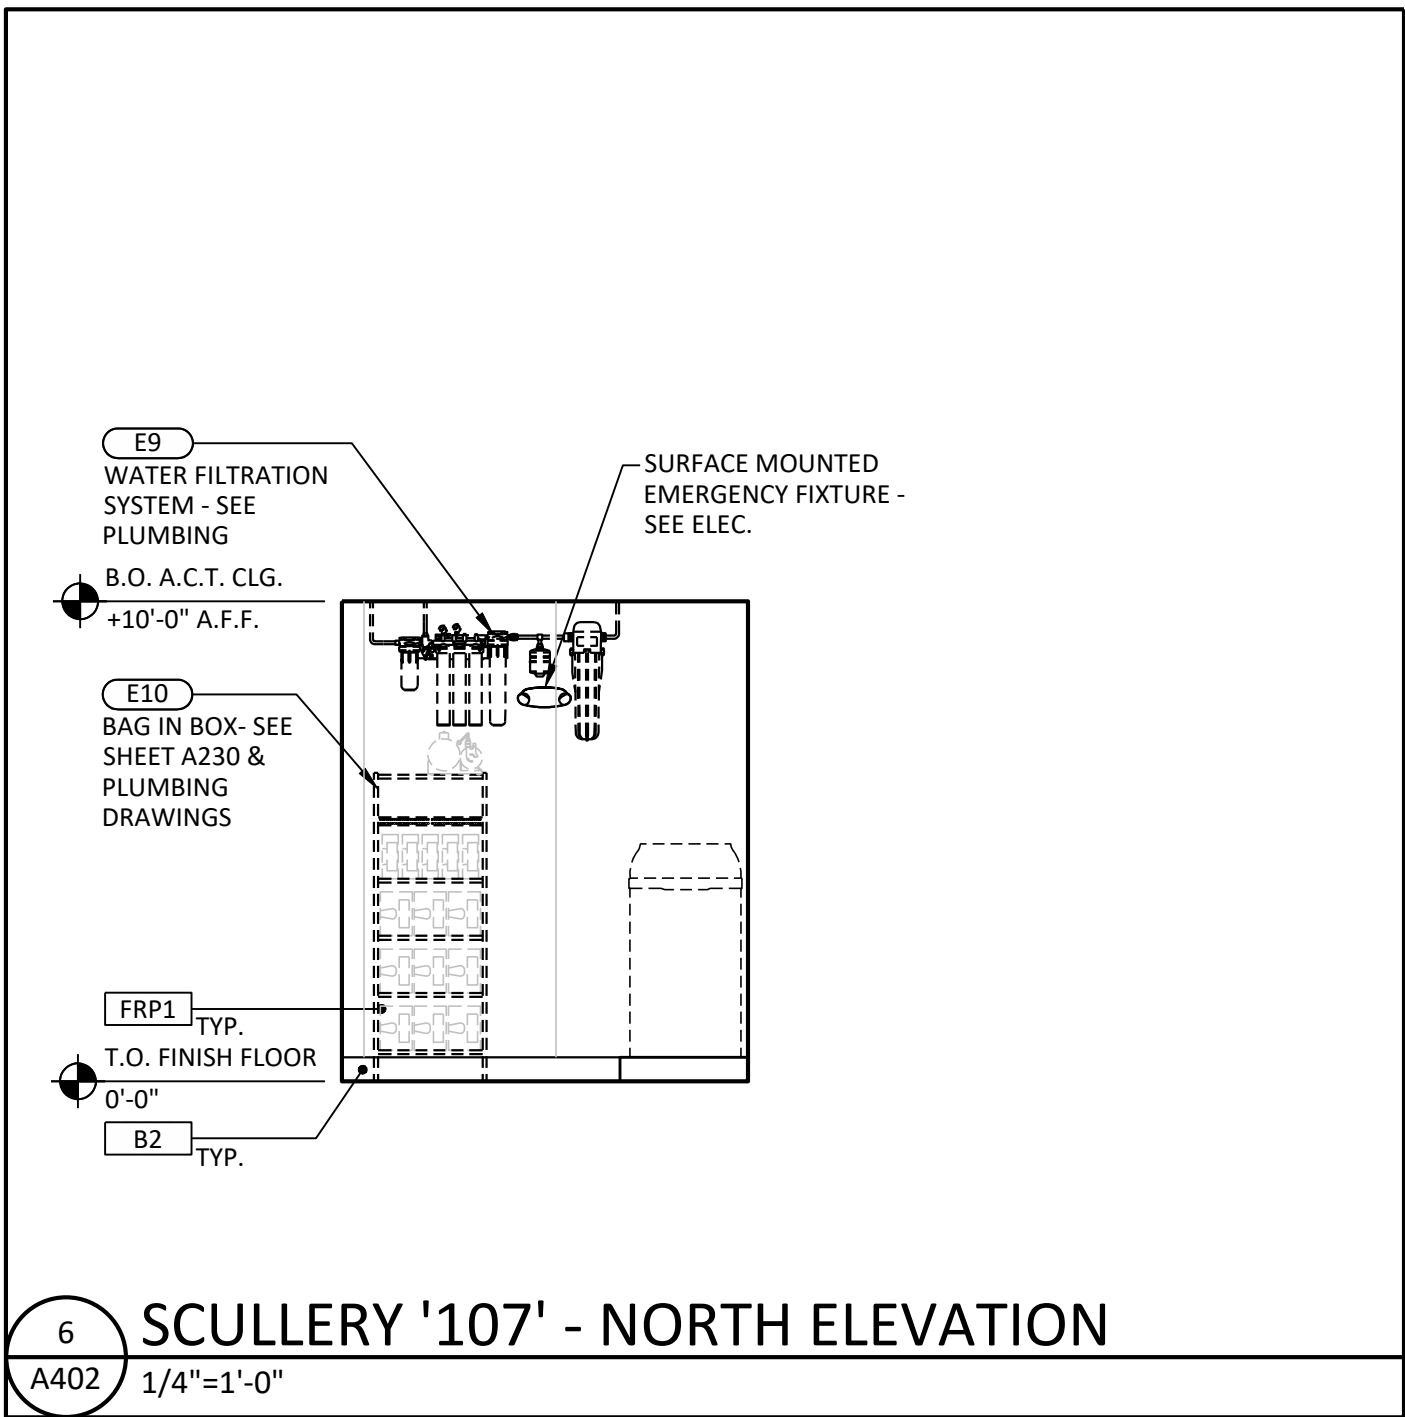 E9
WATER FILTRATION
SYSTEM - SEE
PLUMBING
SURFACE MOUNTED
EMERGENCY FIXTURE -
SEE ELEC.
B.O. A.C.T. CLG.
+10'-0" A.F.F.
E10
BAG IN BOX- SEE
SHEET A230 &
PLUMBING
DRAWINGS
FRP1
TYP.
T.O. FINISH FLOOR
0'-0"
B2
TYP.
6
A402
SCULLERY '107' - NORTH ELEVATION
1/4"=1'-0"